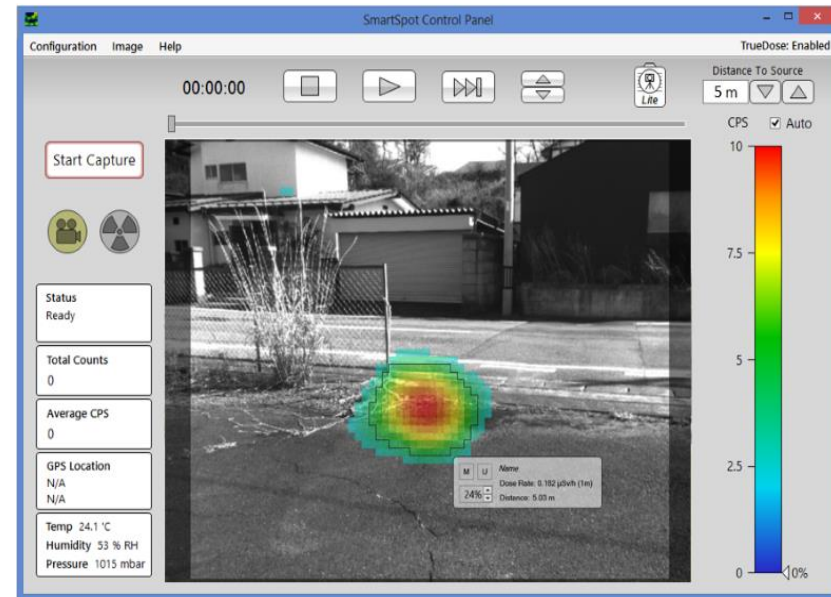 SmartSpot Control Panel
Configuration Image Help
TrueDose: Enabled
00:00:00
Lite
Distance To Source
5 m
CPS
Auto
Start Capture
Status
Ready
Total Counts
0
Average CPS
0
GPS Location
N/A
N/A
Temp 24.1 °C
Humidity 53 % RH
Pressure 1015 mbar
M U Name
Dose Rate: 0.192 µSv/h (1m)
24% Distance: 5.03 m
10
7.5
5
2.5
0
0%